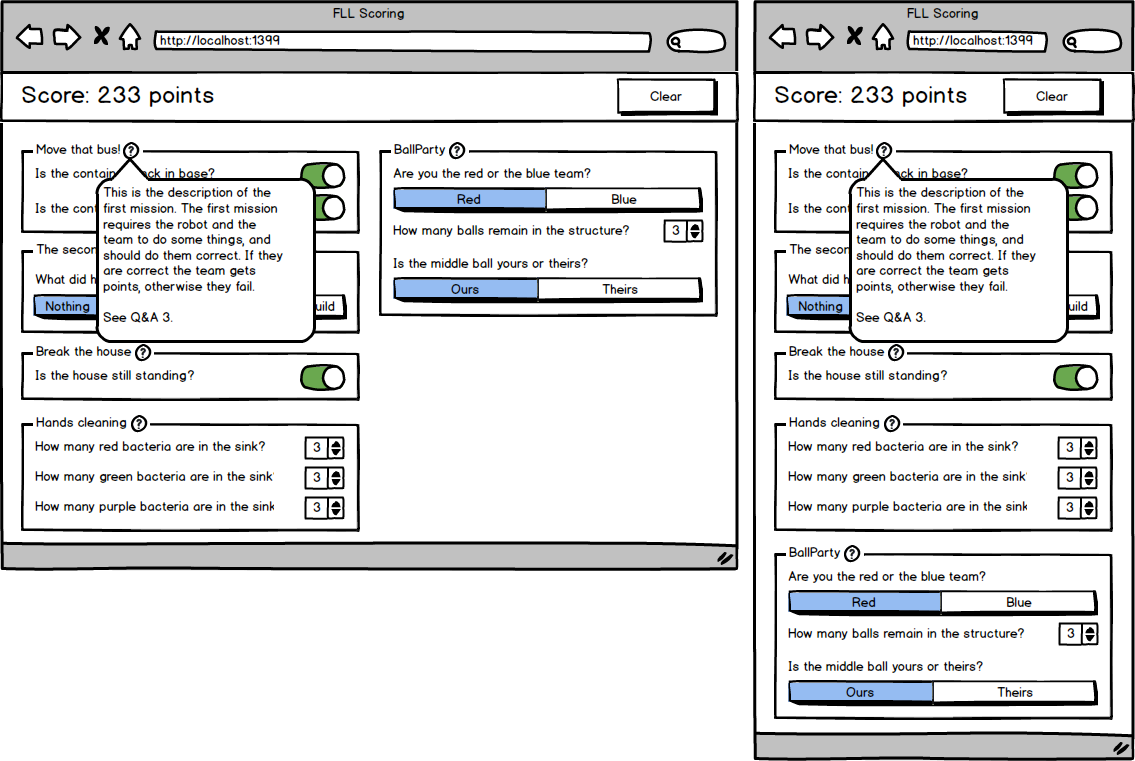 FLL Scoring
http://localhost:1399
Score: 233 points
Clear
Move that bus! ?
Is the contain ck in base?
Is the con
This is the description of the
first mission. The first mission
requires the robot and the
team to do some things, and
should do them correct. If they
are correct the team gets
points, otherwise they fail.
See Q&A 3.
The secon
What did h
Nothing
uild
Break the house ?
Is the house still standing?
Hands cleaning ?
How many red bacteria are in the sink?
3
How many green bacteria are in the sink
3
How many purple bacteria are in the sink
3
BallParty ?
Are you the red or the blue team?
Red Blue
How many balls remain in the structure?
3
Is the middle ball yours or theirs?
Ours Theirs
FLL Scoring
http://localhost:1399
Score: 233 points
Clear
Move that bus! ?
Is the contain ck in base?
Is the con
This is the description of the
first mission. The first mission
requires the robot and the
team to do some things, and
should do them correct. If they
are correct the team gets
points, otherwise they fail.
See Q&A 3.
The secon
What did h
Nothing
uild
Break the house ?
Is the house still standing?
Hands cleaning ?
How many red bacteria are in the sink?
3
How many green bacteria are in the sink
3
How many purple bacteria are in the sink
3
BallParty ?
Are you the red or the blue team?
Red Blue
How many balls remain in the structure?
3
Is the middle ball yours or theirs?
Ours Theirs